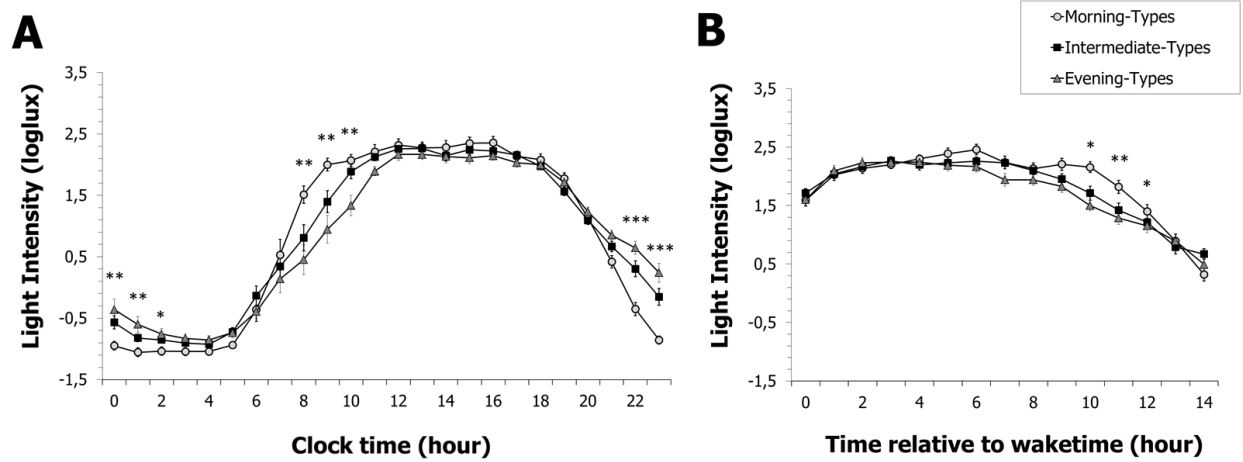 A
B
Morning-Types
Intermediate-Types
Evening-Types
Light Intensity (loglux)
3,5
2,5
1,5
0,5
-0,5
-1,5
** ** *
** ** **
*** ***
0 2 4 6 8 10 12 14 16 18 20 22
Clock time (hour)
Light Intensity (loglux)
3,5
2,5
1,5
0,5
-0,5
-1,5
* ** *
0 2 4 6 8 10 12 14
Time relative to waketime (hour)